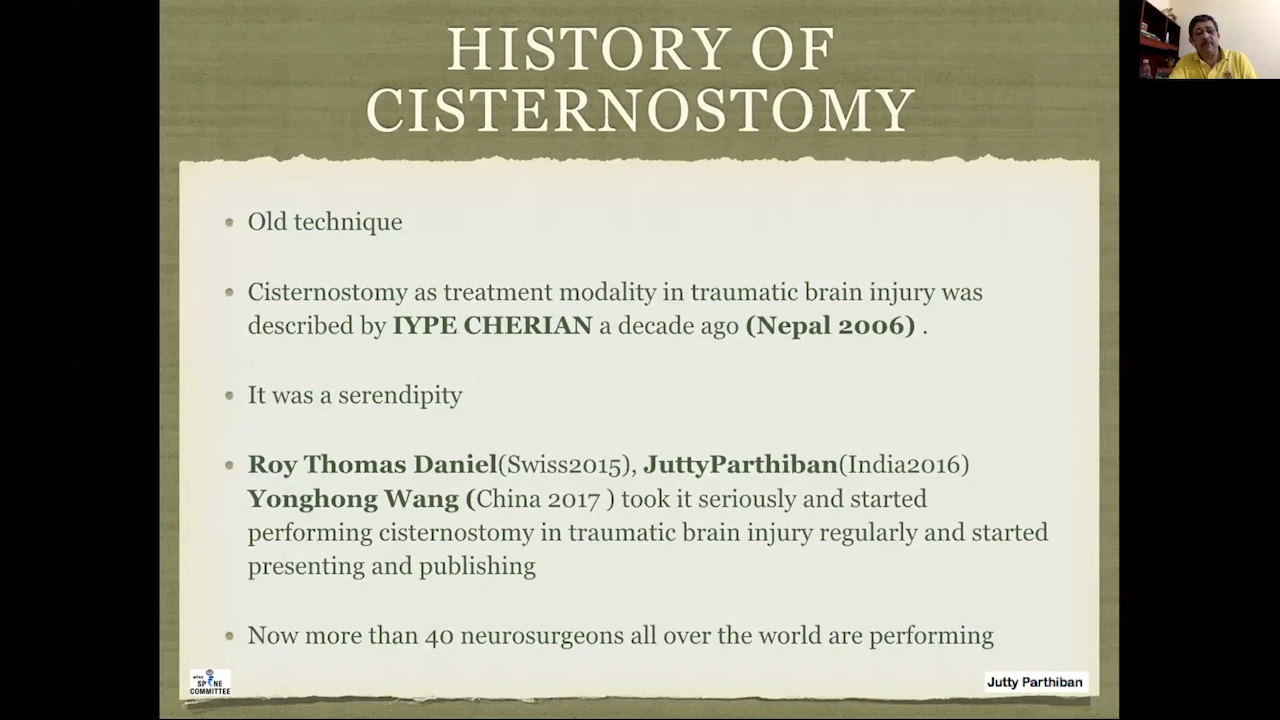 HISTORY OF
CISTERNOSTOMY
• Old technique
• Cisternostomy as treatment modality in traumatic brain injury was
described by IYPE CHERIAN a decade ago (Nepal 2006) .
• It was a serendipity
• Roy Thomas Daniel(Swiss2015), JuttyParthiban(India2016)
Yonghong Wang (China 2017 ) took it seriously and started
performing cisternostomy in traumatic brain injury regularly and started
presenting and publishing
• Now more than 40 neurosurgeons all over the world are performing
SPINE
COMMITTEE
Jutty Parthiban